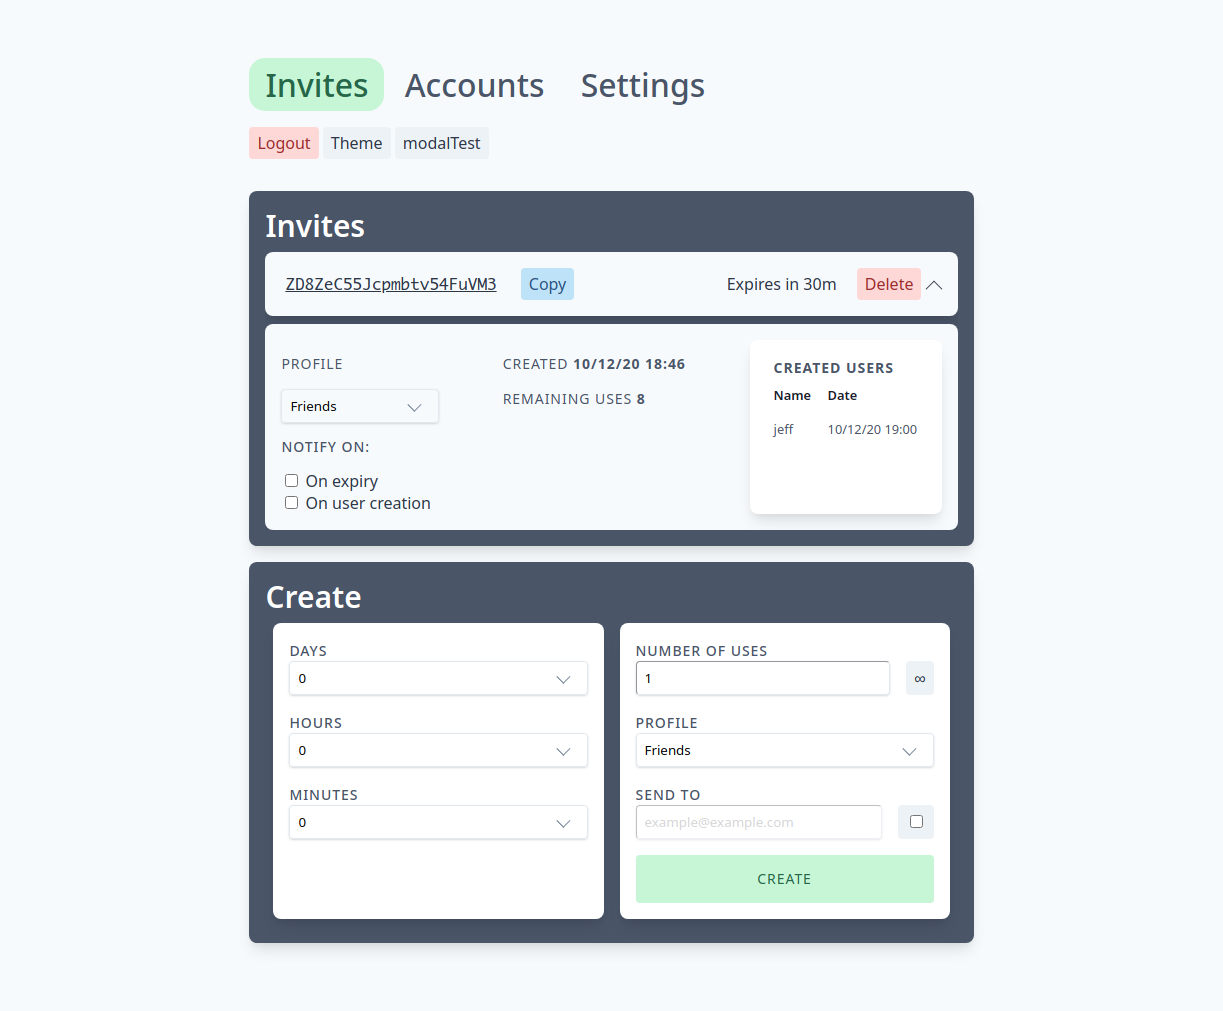 Invites Accounts Settings
Logout Theme modalTest
Invites
ZD8ZeC55Jcpmbtv54FuVM3 Copy Expires in 30m Delete
PROFILE
Friends
NOTIFY ON:
On expiry
On user creation
CREATED 10/12/20 18:46
REMAINING USES 8
CREATED USERS
Name Date
jeff 10/12/20 19:00
Create
DAYS
0
HOURS
0
MINUTES
0
NUMBER OF USES
1 ∞
PROFILE
Friends
SEND TO
example@example.com
CREATE